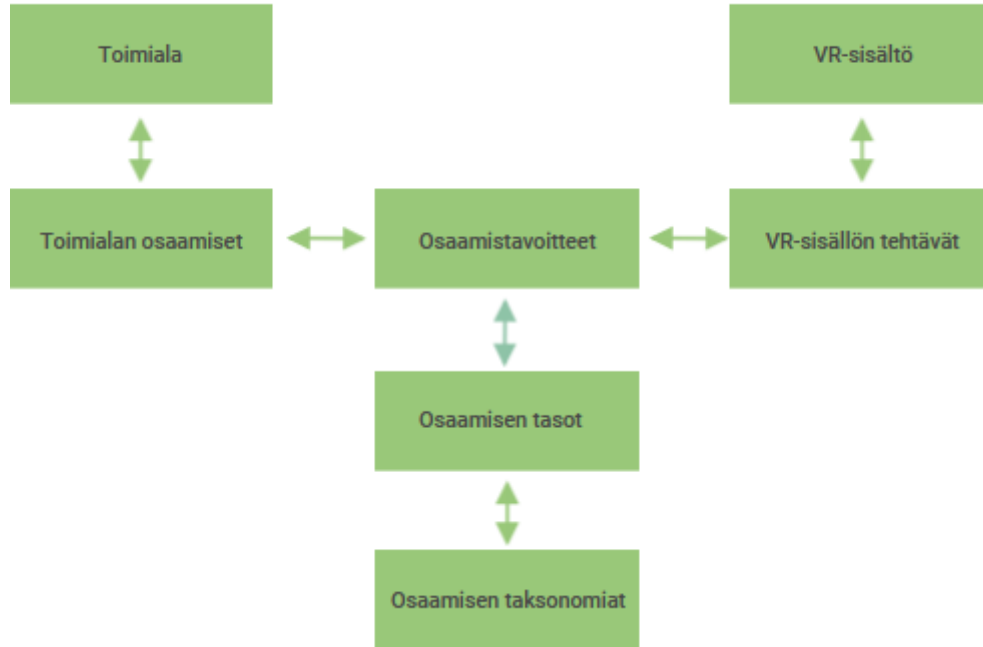 Toimiala
VR-sisältö
Toimialan osaamiset
Osaamistavoitteet
VR-sisällön tehtävät
Osaamisen tasot
Osaamisen taksonomiat